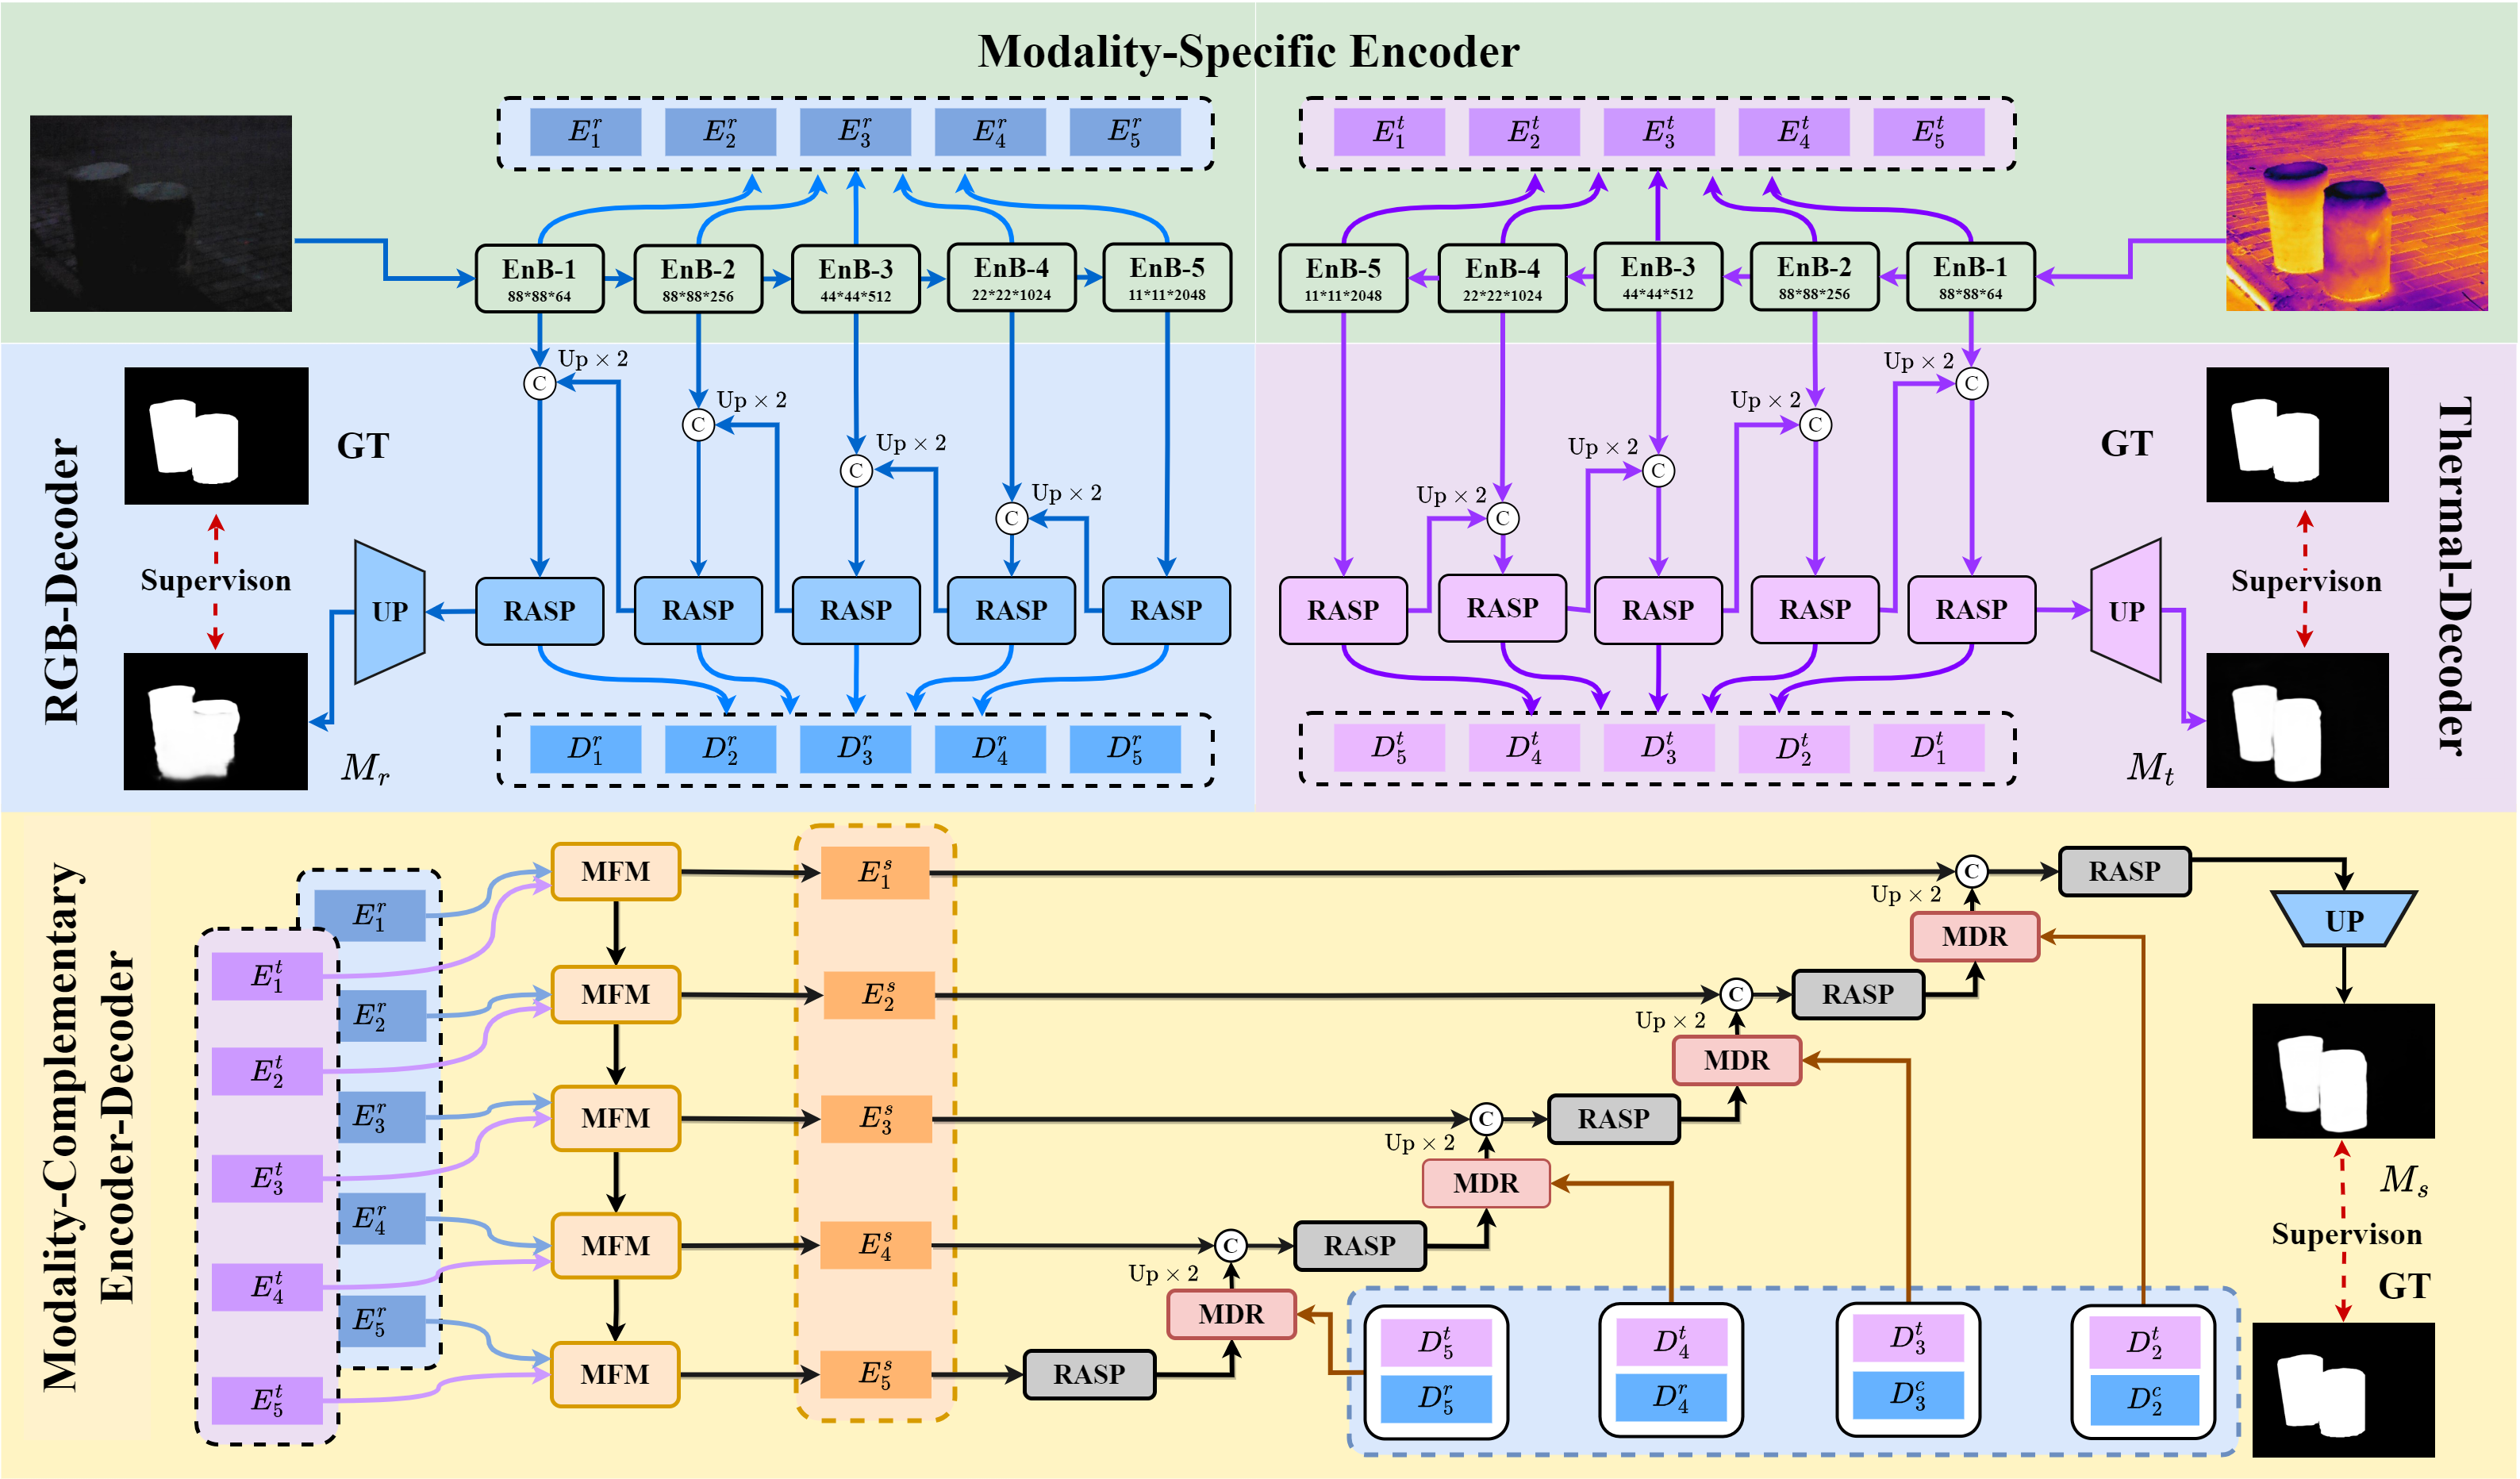 Modality-Specific Encoder
E_1^r E_2^r E_3^r E_4^r E_5^r
E_1^t E_2^t E_3^t E_4^t E_5^t
EnB-1 EnB-2 EnB-3 EnB-4 EnB-5
88*88*64 88*88*256 44*44*512 22*22*1024 11*11*2048
EnB-5 EnB-4 EnB-3 EnB-2 EnB-1
11*11*2048 22*22*1024 44*44*512 88*88*256 88*88*64
RGB-Decoder
GT
Supervison
M_r
UP
Up × 2
C
Up × 2
C
Up × 2
C
Up × 2
C
RASP RASP RASP RASP RASP
D_1^r D_2^r D_3^r D_4^r D_5^r
Thermal-Decoder
Up × 2
C
Up × 2
C
Up × 2
C
Up × 2
C
RASP RASP RASP RASP RASP
D_5^t D_4^t D_3^t D_2^t D_1^t
UP
GT
Supervison
M_t
Modality-Complementary
Encoder-Decoder
E_1^r
E_2^r
E_3^r
E_4^r
E_5^r
E_1^t
E_2^t
E_3^t
E_4^t
E_5^t
MFM
MFM
MFM
MFM
MFM
E_1^s
E_2^s
E_3^s
E_4^s
E_5^s
C RASP
Up × 2
MDR
C RASP
Up × 2
MDR
C RASP
Up × 2
MDR
C RASP
Up × 2
MDR
RASP
D_5^t D_4^t D_3^t D_2^t
D_5^r D_4^r D_3^c D_2^c
UP
M_s
Supervison
GT